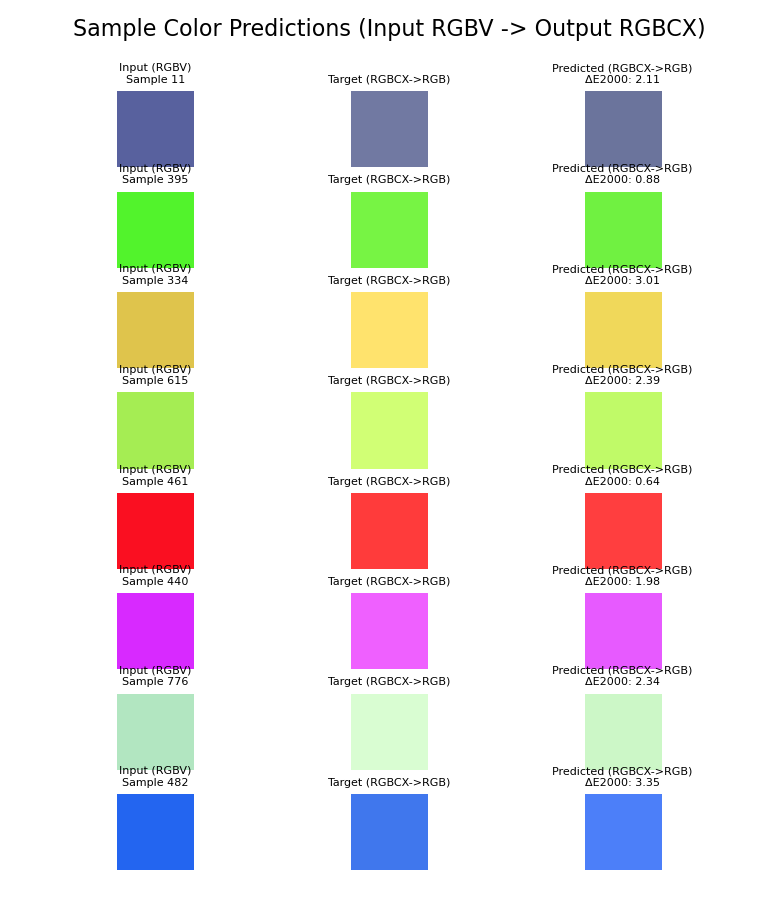 Sample Color Predictions (Input RGBV -> Output RGBCX)
Input (RGBV)
Sample 11
Target (RGBCX->RGB)
Predicted (RGBCX->RGB)
ΔE2000: 2.11
Input (RGBV)
Sample 395
Target (RGBCX->RGB)
Predicted (RGBCX->RGB)
ΔE2000: 0.88
Input (RGBV)
Sample 334
Target (RGBCX->RGB)
Predicted (RGBCX->RGB)
ΔE2000: 3.01
Input (RGBV)
Sample 615
Target (RGBCX->RGB)
Predicted (RGBCX->RGB)
ΔE2000: 2.39
Input (RGBV)
Sample 461
Target (RGBCX->RGB)
Predicted (RGBCX->RGB)
ΔE2000: 0.64
Input (RGBV)
Sample 440
Target (RGBCX->RGB)
Predicted (RGBCX->RGB)
ΔE2000: 1.98
Input (RGBV)
Sample 776
Target (RGBCX->RGB)
Predicted (RGBCX->RGB)
ΔE2000: 2.34
Input (RGBV)
Sample 482
Target (RGBCX->RGB)
Predicted (RGBCX->RGB)
ΔE2000: 3.35